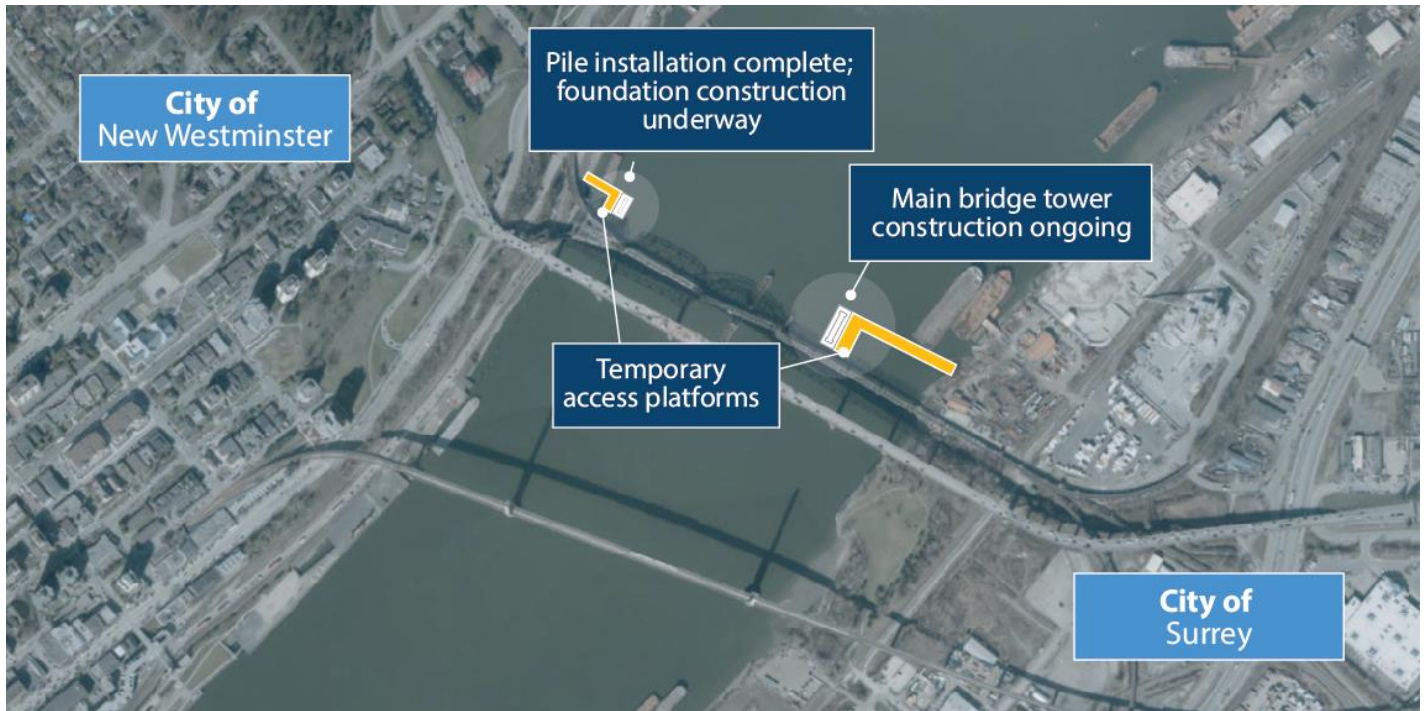 City of
New Westminster
Pile installation complete;
foundation construction
underway
Main bridge tower
construction ongoing
Temporary
access platforms
City of
Surrey